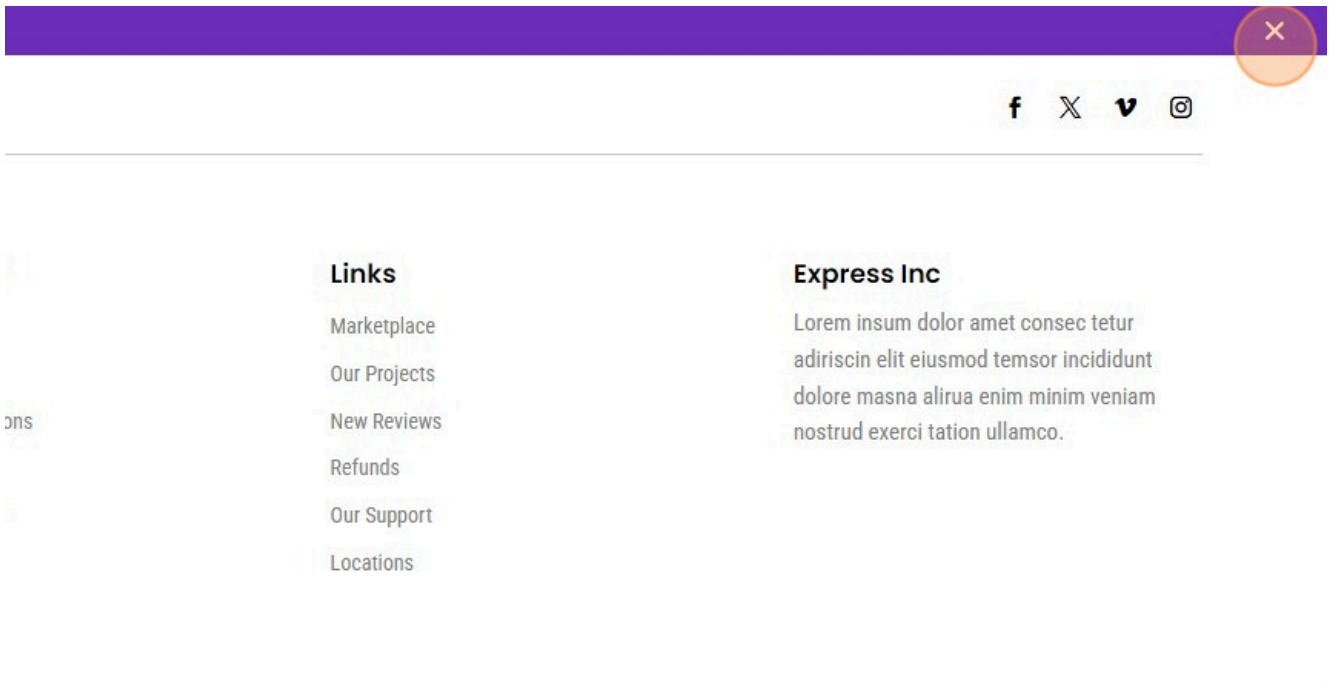 Links
Marketplace
Our Projects
New Reviews
Refunds
Our Support
Locations
Express Inc
Lorem insum dolor amet consec tetur
adiriscin elit eiusmod temsor incididunt
dolore masna alirua enim minim veniam
nostrud exerci tation ullamco.